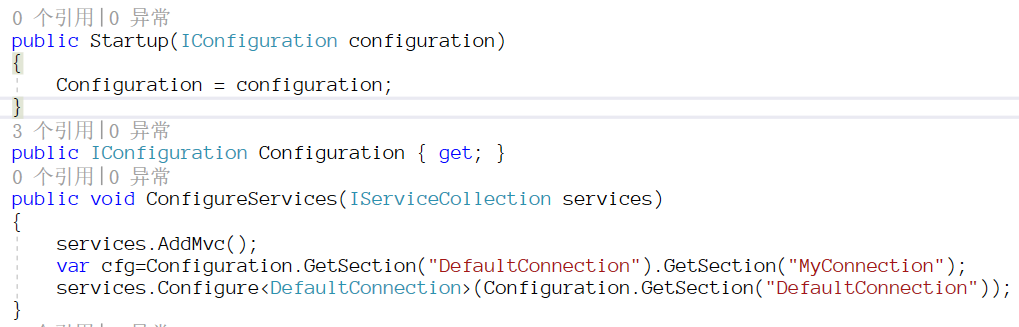 0 个引用|0 异常
public Startup(IConfiguration configuration)
{
    Configuration = configuration;
}
3 个引用|0 异常
public IConfiguration Configuration { get; }
0 个引用|0 异常
public void ConfigureServices(IServiceCollection services)
{
    services.AddMvc();
    var cfg=Configuration.GetSection("DefaultConnection").GetSection("MyConnection");
    services.Configure<DefaultConnection>(Configuration.GetSection("DefaultConnection"));
}